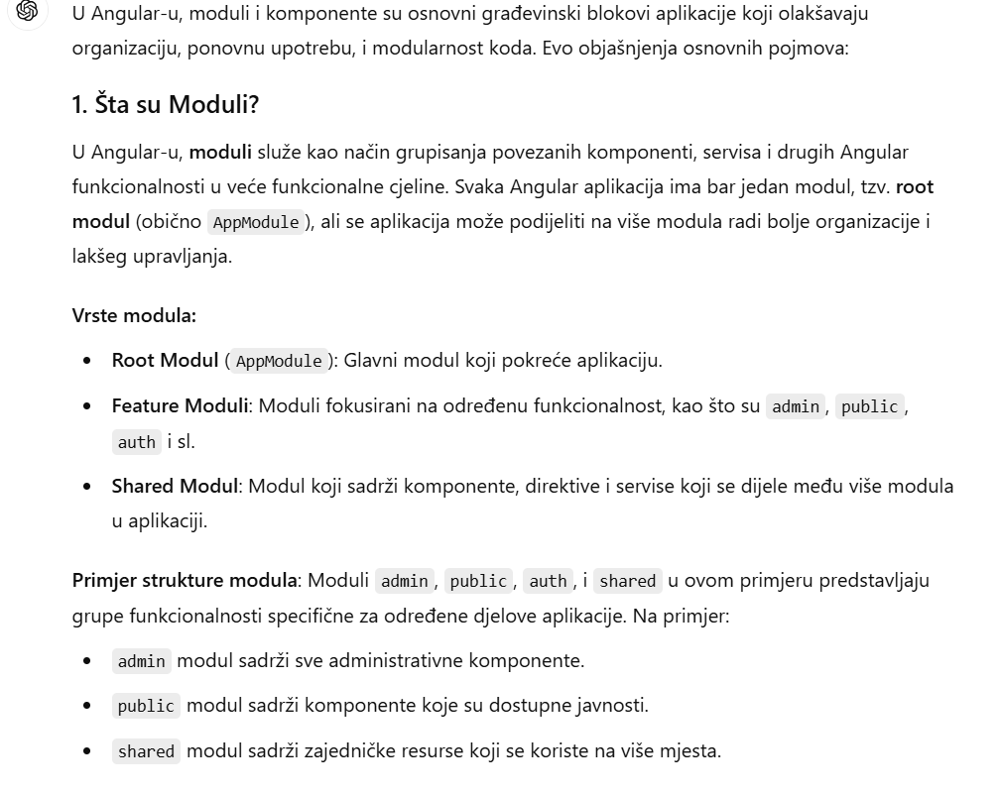 U Angular-u, moduli i komponente su osnovni građevinski blokovi aplikacije koji olakšavaju
organizaciju, ponovnu upotrebu, i modularnost koda. Evo objašnjenja osnovnih pojmova:
1. Šta su Moduli?
U Angular-u, moduli služe kao način grupisanja povezanih komponenti, servisa i drugih Angular
funkcionalnosti u veće funkcionalne cjeline. Svaka Angular aplikacija ima bar jedan modul, tzv. root
modul (obično AppModule), ali se aplikacija može podijeliti na više modula radi bolje organizacije i
lakšeg upravljanja.
Vrste modula:
• Root Modul (AppModule): Glavni modul koji pokreće aplikaciju.
• Feature Moduli: Moduli fokusirani na određenu funkcionalnost, kao što su admin, public,
auth i sl.
• Shared Modul: Modul koji sadrži komponente, direktive i servise koji se dijele među više modula
u aplikaciji.
Primjer strukture modula: Moduli admin, public, auth, i shared u ovom primjeru predstavljaju
grupe funkcionalnosti specifične za određene djelove aplikacije. Na primjer:
• admin modul sadrži sve administrativne komponente.
• public modul sadrži komponente koje su dostupne javnosti.
• shared modul sadrži zajedničke resurse koji se koriste na više mjesta.